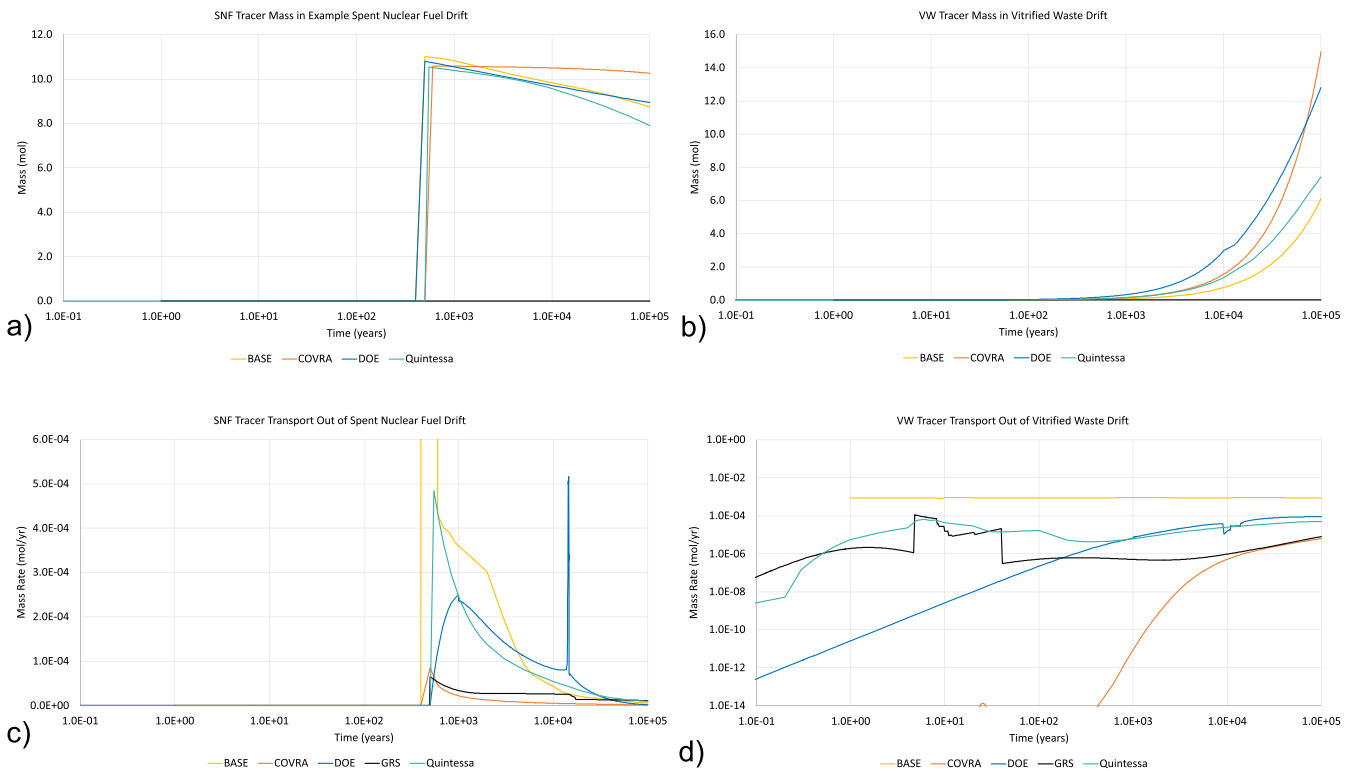 SNF Tracer Mass in Example Spent Nuclear Fuel Drift
12.0
10.0
8.0
6.0
4.0
2.0
0.0
Mass (mol)
1.0E-01 1.0E+00 1.0E+01 1.0E+02 1.0E+03 1.0E+04 1.0E+05
Time (years)
a)
BASE COVRA DOE Quintessa
VW Tracer Mass in Vitrified Waste Drift
16.0
14.0
12.0
10.0
8.0
6.0
4.0
2.0
0.0
Mass (mol)
1.0E-01 1.0E+00 1.0E+01 1.0E+02 1.0E+03 1.0E+04 1.0E+05
Time (years)
b)
BASE COVRA DOE Quintessa
SNF Tracer Transport Out of Spent Nuclear Fuel Drift
6.0E-04
5.0E-04
4.0E-04
3.0E-04
2.0E-04
1.0E-04
0.0E+00
Mass Rate (mol/yr)
1.0E-01 1.0E+00 1.0E+01 1.0E+02 1.0E+03 1.0E+04 1.0E+05
Time (years)
c)
BASE COVRA DOE GRS Quintessa
VW Tracer Transport Out of Vitrified Waste Drift
1.0E+00
1.0E-02
1.0E-04
1.0E-06
1.0E-08
1.0E-10
1.0E-12
1.0E-14
Mass Rate (mol/yr)
1.0E-01 1.0E+00 1.0E+01 1.0E+02 1.0E+03 1.0E+04 1.0E+05
Time (years)
d)
BASE COVRA DOE GRS Quintessa